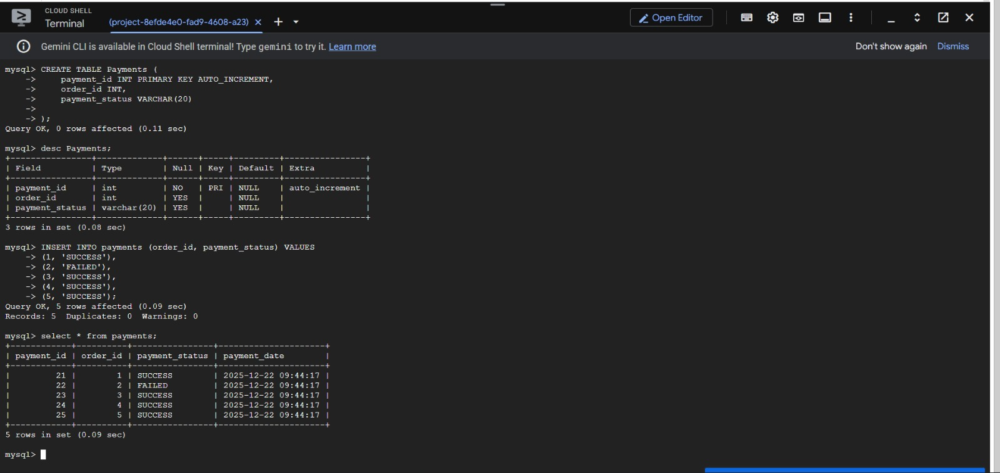 CLOUD SHELL
Terminal
(project-8efde4e0-fad9-4608-a23)
Open Editor
Gemini CLI is available in Cloud Shell terminal! Type gemini to try it. Learn more
Don't show again
Dismiss
mysql> CREATE TABLE Payments (
    ->     payment_id INT PRIMARY KEY AUTO_INCREMENT,
    ->     order_id INT,
    ->     payment_status VARCHAR(20)
    ->
    -> );
Query OK, 0 rows affected (0.11 sec)
mysql> desc Payments;
+----------------+-------------+------+-----+---------+----------------+
| Field          | Type        | Null | Key | Default | Extra          |
+----------------+-------------+------+-----+---------+----------------+
| payment_id     | int         | NO   | PRI | NULL    | auto_increment |
| order_id       | int         | YES  |     | NULL    |                |
| payment_status | varchar(20) | YES  |     | NULL    |                |
+----------------+-------------+------+-----+---------+----------------+
3 rows in set (0.08 sec)
mysql> INSERT INTO payments (order_id, payment_status) VALUES
    -> (1, 'SUCCESS'),
    -> (2, 'FAILED'),
    -> (3, 'SUCCESS'),
    -> (4, 'SUCCESS'),
    -> (5, 'SUCCESS');
Query OK, 5 rows affected (0.09 sec)
Records: 5  Duplicates: 0  Warnings: 0
mysql> select * from payments;
+------------+----------+----------------+---------------------+
| payment_id | order_id | payment_status | payment_date        |
+------------+----------+----------------+---------------------+
|         21 |        1 | SUCCESS        | 2025-12-22 09:44:17 |
|         22 |        2 | FAILED         | 2025-12-22 09:44:17 |
|         23 |        3 | SUCCESS        | 2025-12-22 09:44:17 |
|         24 |        4 | SUCCESS        | 2025-12-22 09:44:17 |
|         25 |        5 | SUCCESS        | 2025-12-22 09:44:17 |
+------------+----------+----------------+---------------------+
5 rows in set (0.09 sec)
mysql>